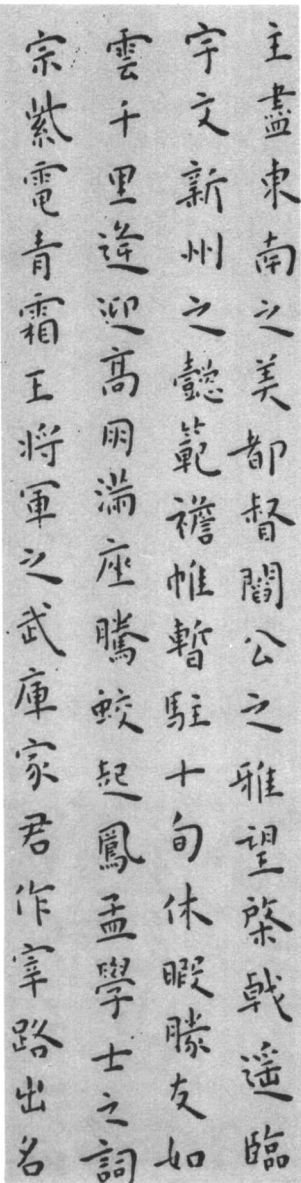 主盡東南之美都督閻公之雅望棨戟遥臨
宇文新州之懿範襜帷暫駐十旬休暇勝友如
雲千里逢迎高朋滿座騰蛟起鳳孟學士之詞
宗紫電青霜王將軍之武庫家君作宰路出名